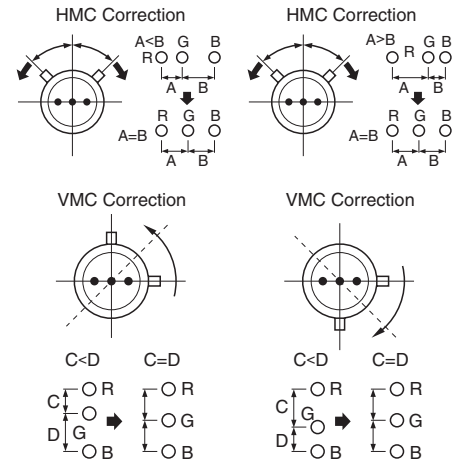 HMC Correction
A<B G B
R
A B
R G B
A=B
A B
HMC Correction
A>B R G B
A B
R G B
A=B
A B
VMC Correction
C<D C=D
C R R
D G G
B B
VMC Correction
C<D C=D
C R R
G G
D B B